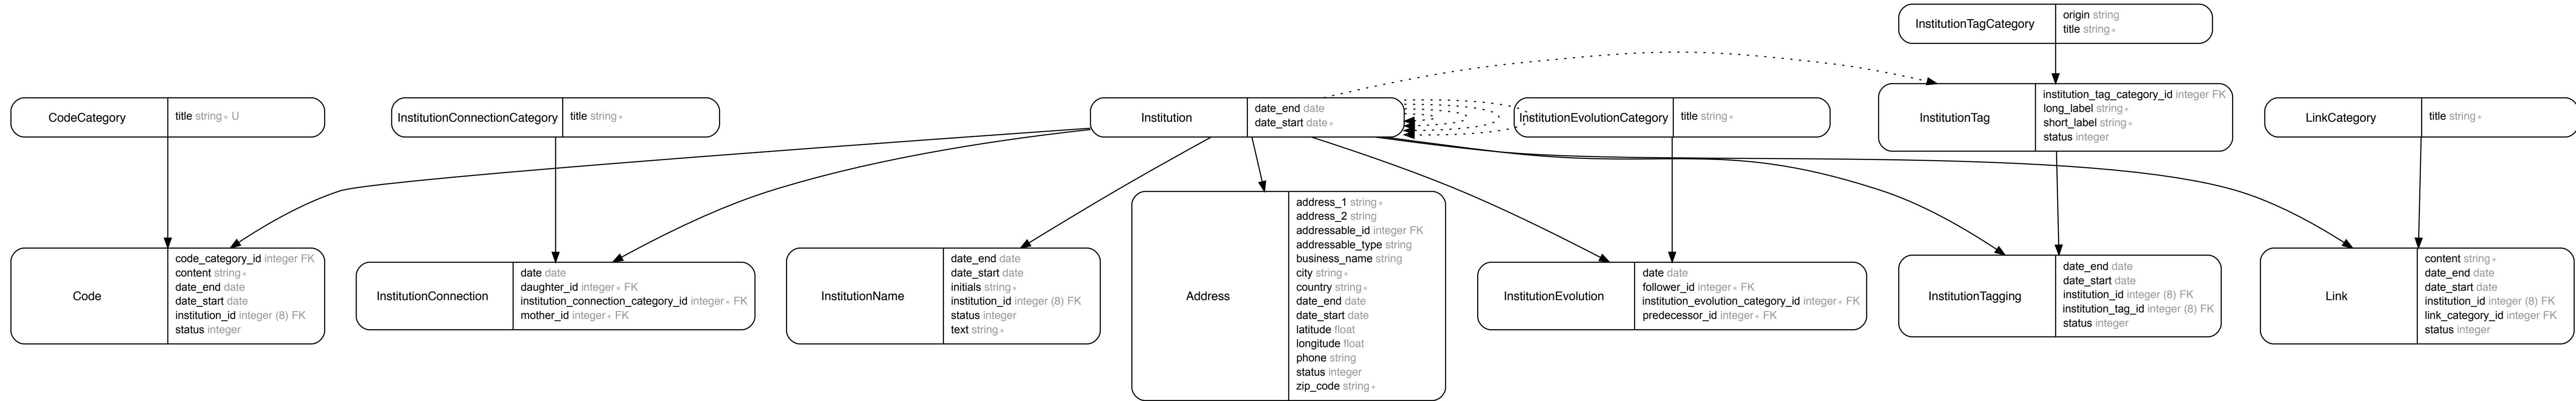 InstitutionTagCategory
origin string
title string *
CodeCategory
title string * U
InstitutionConnectionCategory
title string *
Institution
date_end date
date_start date *
InstitutionEvolutionCategory
title string *
InstitutionTag
institution_tag_category_id integer FK
long_label string *
short_label string *
status integer
LinkCategory
title string *
Code
code_category_id integer FK
content string *
date_end date
date_start date
institution_id integer (8) FK
status integer
InstitutionConnection
date date
daughter_id integer * FK
institution_connection_category_id integer * FK
mother_id integer * FK
InstitutionName
date_end date
date_start date
initials string *
institution_id integer (8) FK
status integer
text string *
Address
address_1 string *
address_2 string
addressable_id integer FK
addressable_type string
business_name string
city string *
country string *
date_end date
date_start date
latitude float
longitude float
phone string
status integer
zip_code string *
InstitutionEvolution
date date
follower_id integer * FK
institution_evolution_category_id integer * FK
predecessor_id integer * FK
InstitutionTagging
date_end date
date_start date
institution_id integer (8) FK
institution_tag_id integer (8) FK
status integer
Link
content string *
date_end date
date_start date
institution_id integer (8) FK
link_category_id integer FK
status integer